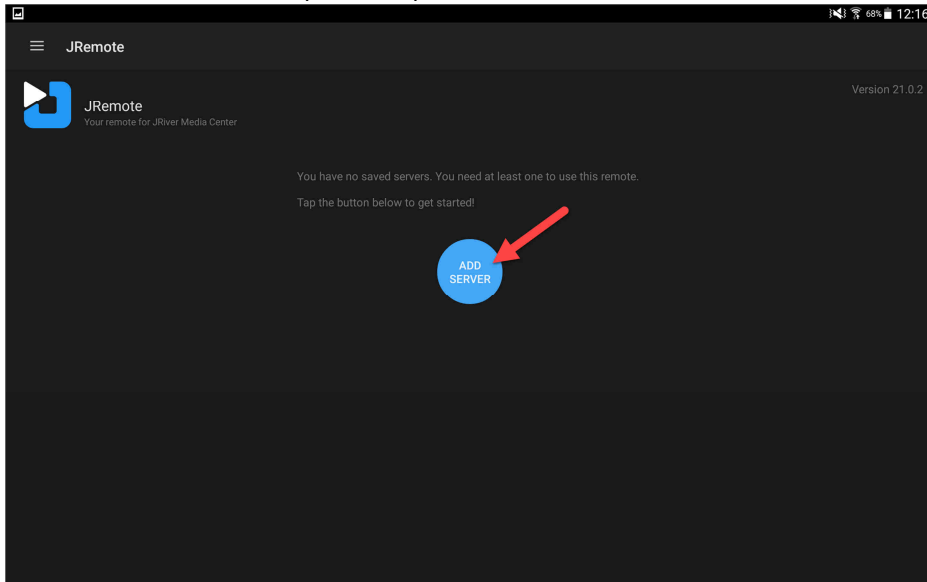 68% 12:16
JRemote
Version 21.0.2
JRemote
Your remote for JRiver Media Center
You have no saved servers. You need at least one to use this remote.
Tap the button below to get started!
ADD
SERVER